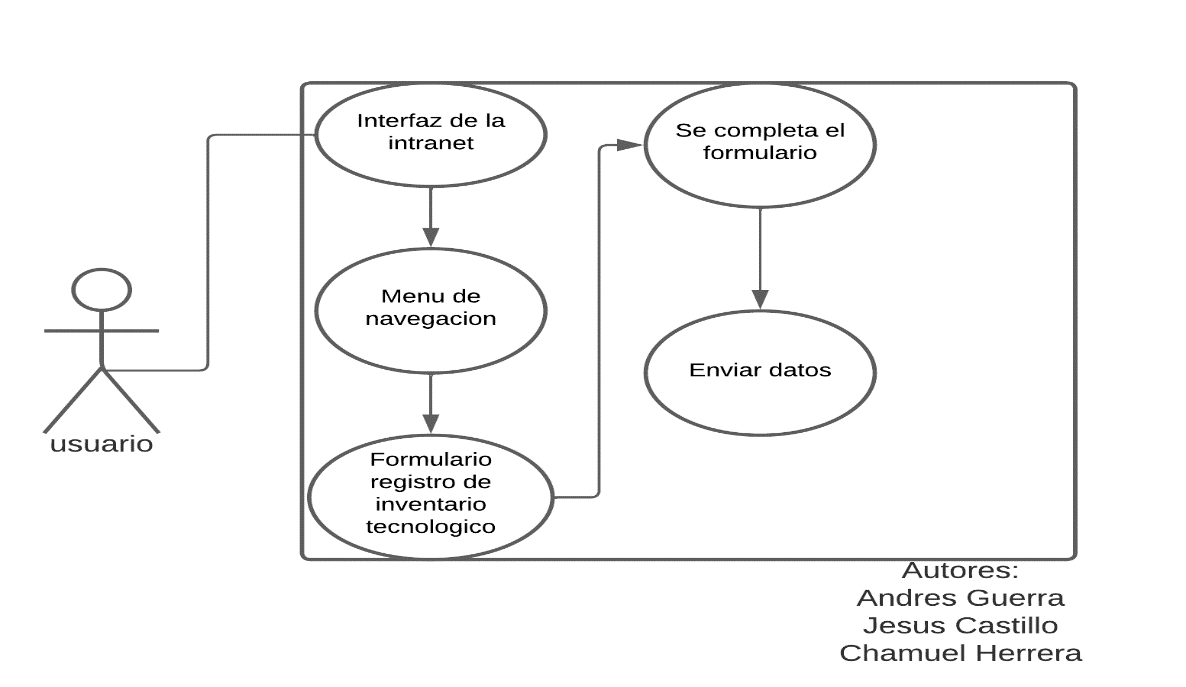 Interfaz de la
intranet
Menu de
navegacion
Formulario
registro de
inventario
tecnologico
Se completa el
formulario
Enviar datos
usuario
Autores:
Andres Guerra
Jesus Castillo
Chamuel Herrera